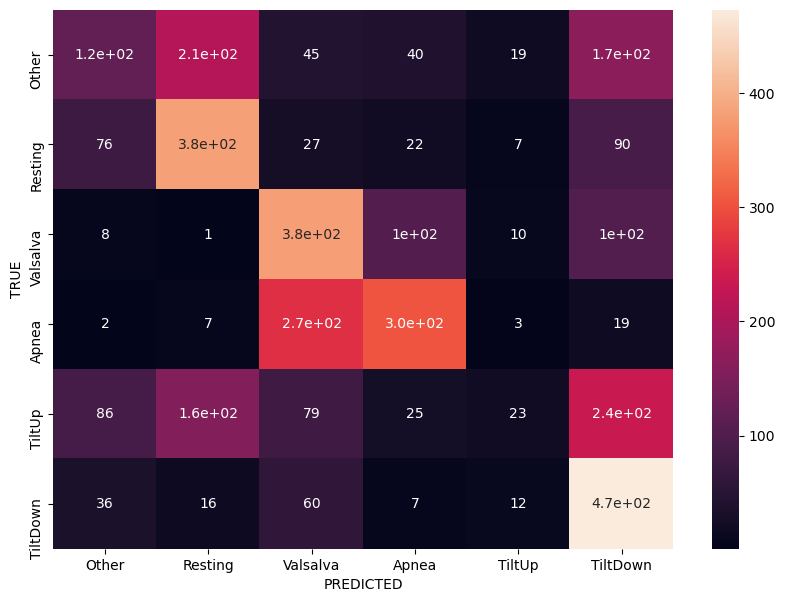 Other 1.2e+02 2.1e+02 45 40 19 1.7e+02
Resting 76 3.8e+02 27 22 7 90
Valsalva 8 1 3.8e+02 1e+02 10 1e+02
Apnea 2 7 2.7e+02 3.0e+02 3 19
TiltUp 86 1.6e+02 79 25 23 2.4e+02
TiltDown 36 16 60 7 12 4.7e+02
TRUE
Other Resting Valsalva Apnea TiltUp TiltDown
PREDICTED
400
300
200
100